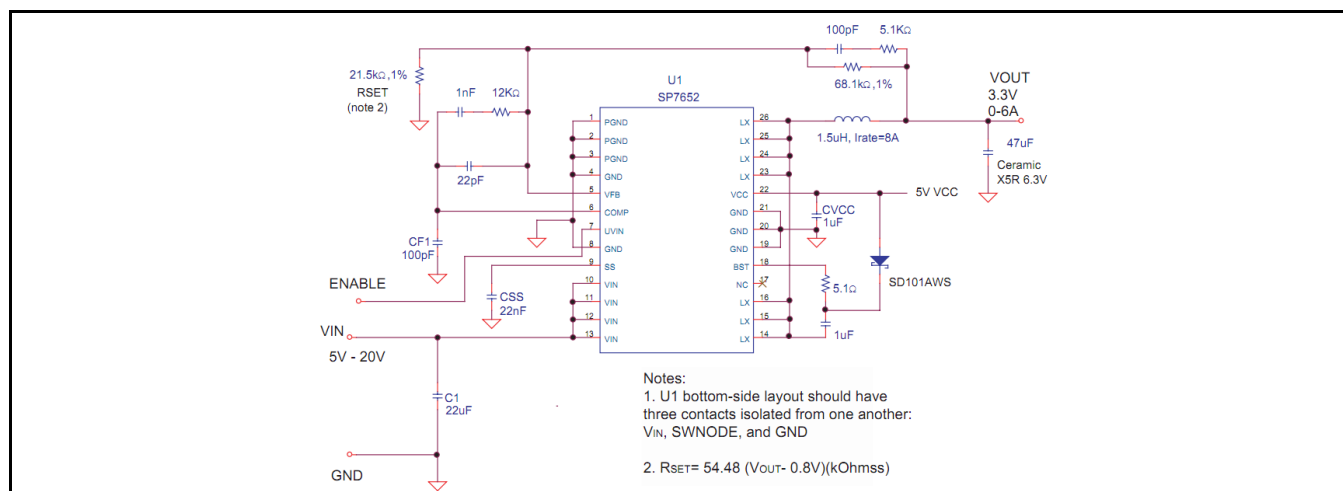 100pF
5.1KΩ
21.5kΩ,1%
RSET
(note 2)
1nF
12KΩ
22pF
CF1
100pF
ENABLE
CSS
22nF
VIN
5V - 20V
C1
22uF
GND
U1
SP7652
1 PGND
2 PGND
3 PGND
4 GND
5 VFB
6 COMP
7 UVIN
8 GND
9 SS
10 VIN
11 VIN
12 VIN
13 VIN
LX 26
LX 25
LX 24
LX 23
VCC 22
GND 21
GND 20
GND 19
BST 18
NC 17
LX 16
LX 15
LX 14
68.1kΩ,1%
1.5uH, Irate=8A
VOUT
3.3V
0-6A
47uF
Ceramic
X5R 6.3V
5V VCC
CVCC
1uF
5.1Ω
SD101AWS
1uF
Notes:
1. U1 bottom-side layout should have
three contacts isolated from one another:
VIN, SWNODE, and GND
2. RSET= 54.48 (VOUT- 0.8V)(kOhmss)